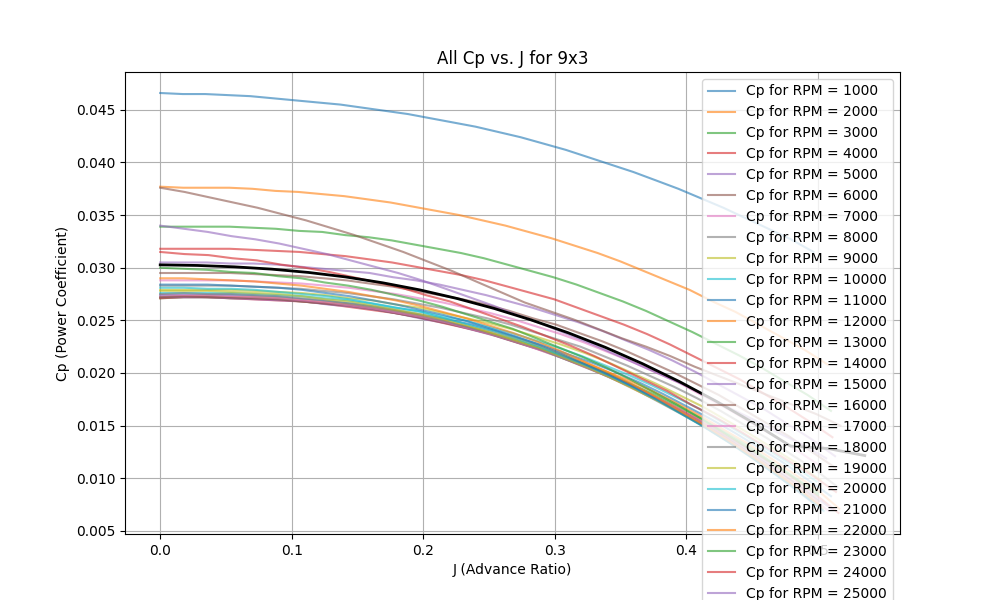 All Cp vs. J for 9x3
Cp (Power Coefficient)
0.045
0.040
0.035
0.030
0.025
0.020
0.015
0.010
0.005
0.0
0.1
0.2
0.3
0.4
J (Advance Ratio)
Cp for RPM = 1000
Cp for RPM = 2000
Cp for RPM = 3000
Cp for RPM = 4000
Cp for RPM = 5000
Cp for RPM = 6000
Cp for RPM = 7000
Cp for RPM = 8000
Cp for RPM = 9000
Cp for RPM = 10000
Cp for RPM = 11000
Cp for RPM = 12000
Cp for RPM = 13000
Cp for RPM = 14000
Cp for RPM = 15000
Cp for RPM = 16000
Cp for RPM = 17000
Cp for RPM = 18000
Cp for RPM = 19000
Cp for RPM = 20000
Cp for RPM = 21000
Cp for RPM = 22000
Cp for RPM = 23000
Cp for RPM = 24000
Cp for RPM = 25000